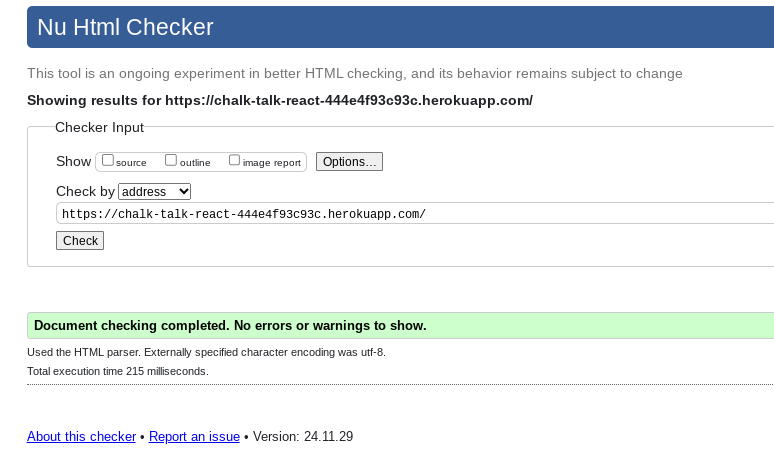 Nu Html Checker
This tool is an ongoing experiment in better HTML checking, and its behavior remains subject to change
Showing results for https://chalk-talk-react-444e4f93c93c.herokuapp.com/
Checker Input
Show source outline image report Options...
Check by address
https://chalk-talk-react-444e4f93c93c.herokuapp.com/
Check
Document checking completed. No errors or warnings to show.
Used the HTML parser. Externally specified character encoding was utf-8.
Total execution time 215 milliseconds.
About this checker • Report an issue • Version: 24.11.29